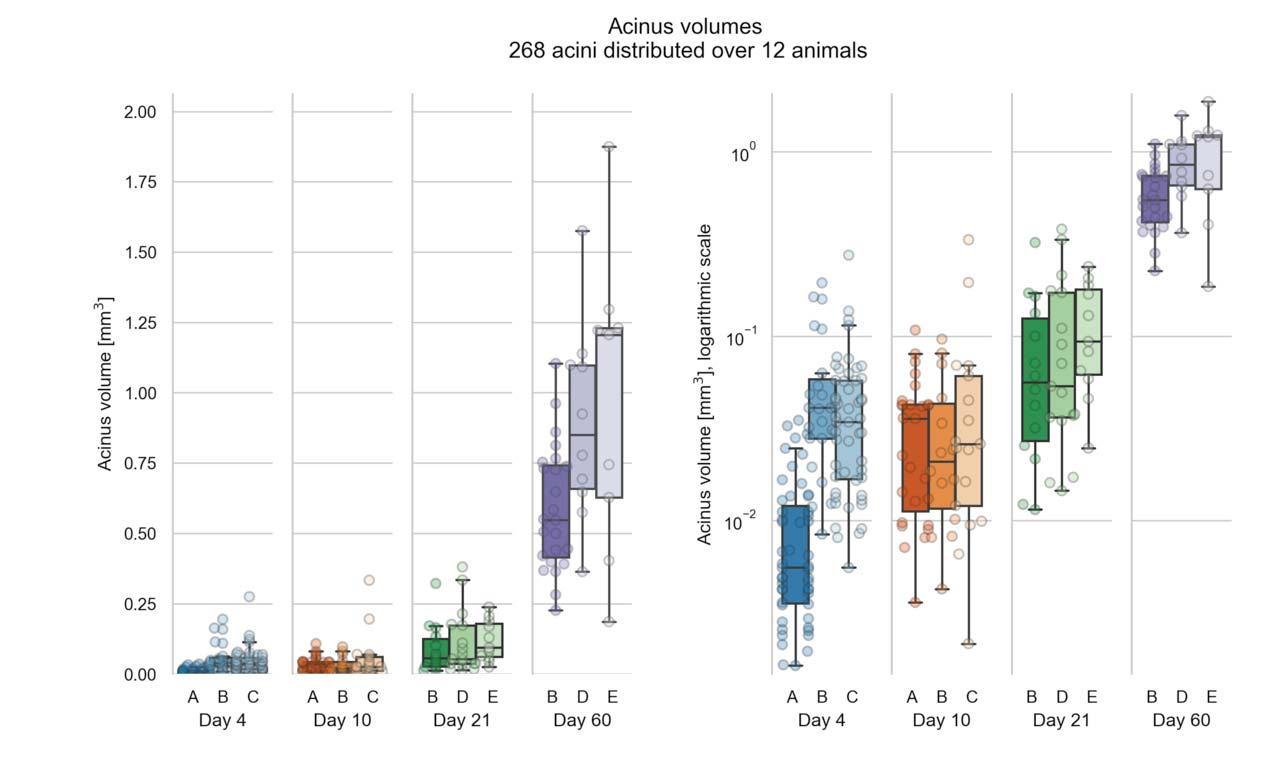 Acinus volumes
268 acini distributed over 12 animals
Acinus volume [mm³]
2.00
1.75
1.50
1.25
1.00
0.75
0.50
0.25
0.00
A B C
Day 4
A B C
Day 10
B D E
Day 21
B D E
Day 60
Acinus volume [mm³], logarithmic scale
10⁰
10⁻¹
10⁻²
A B C
Day 4
A B C
Day 10
B D E
Day 21
B D E
Day 60